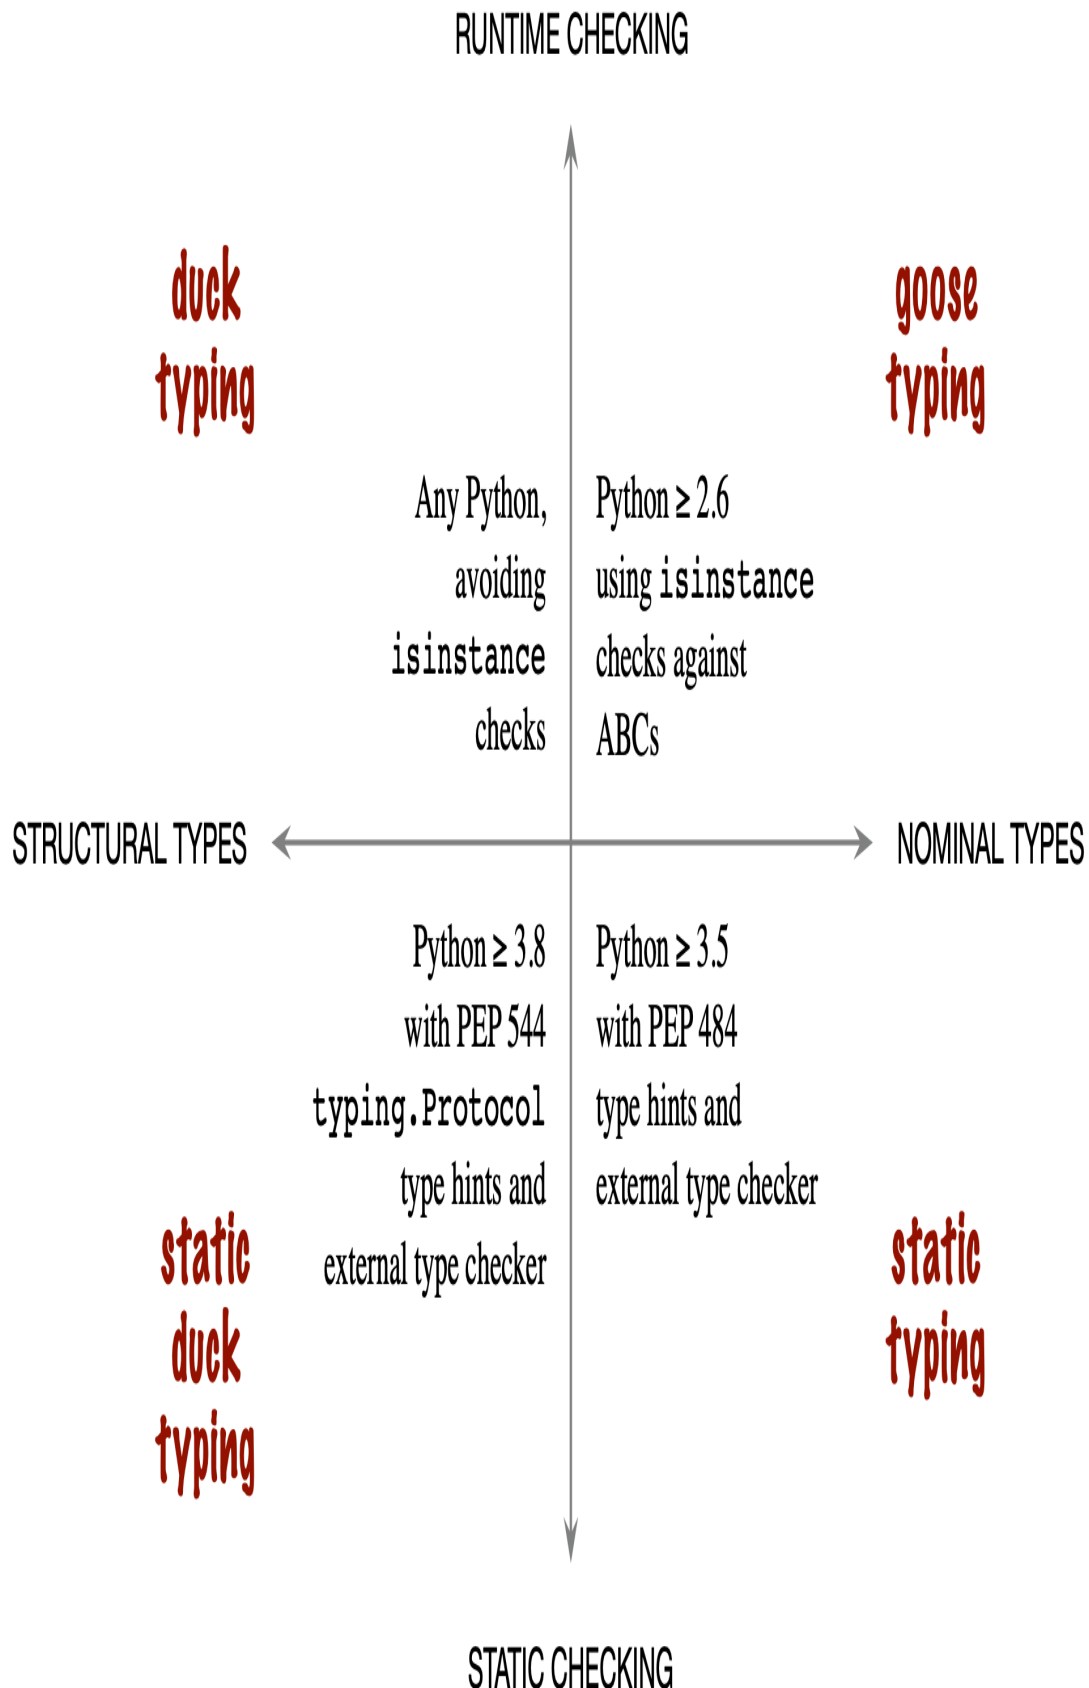 RUNTIME CHECKING
duck
typing
goose
typing
Any Python,
avoiding
isinstance
checks
Python ≥ 2.6
using isinstance
checks against
ABCs
STRUCTURAL TYPES
NOMINAL TYPES
Python ≥ 3.8
with PEP 544
typing.Protocol
type hints and
external type checker
Python ≥ 3.5
with PEP 484
type hints and
external type checker
static
duck
typing
static
typing
STATIC CHECKING